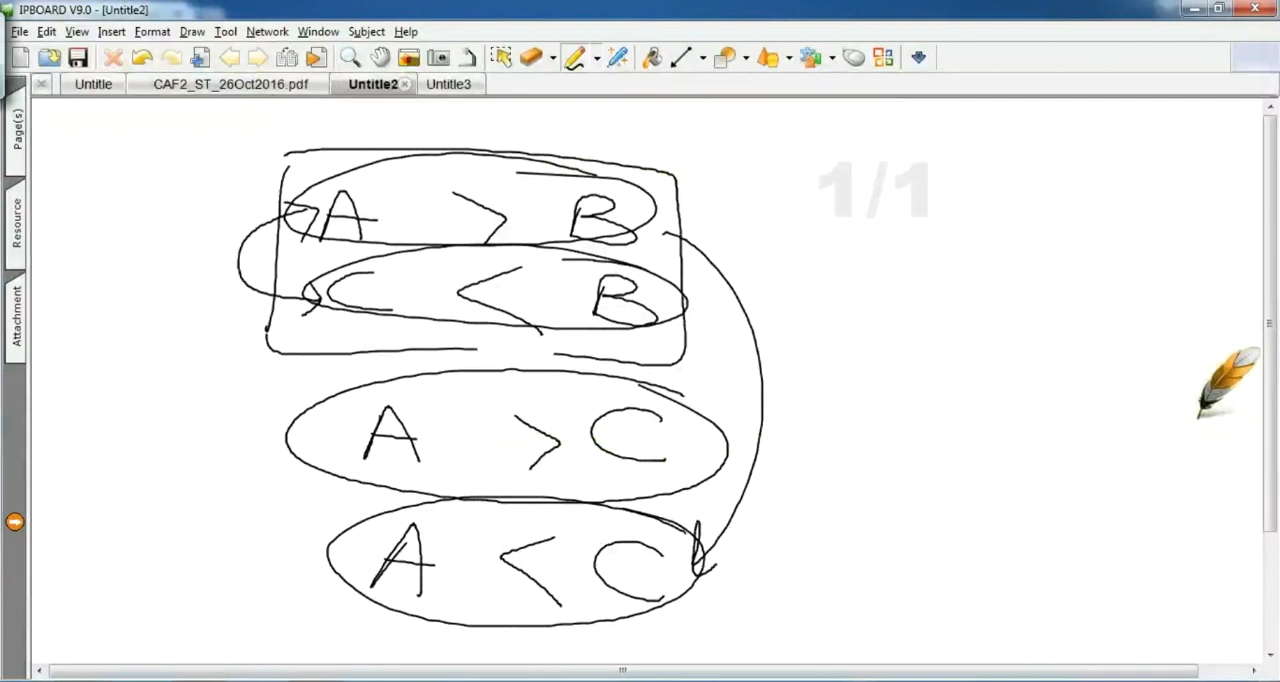 IPBOARD V9.0 - [Untitle2]
File Edit View Insert Format Draw Tool Network Window Subject Help
Untitle CAF2_ST_26Oct2016.pdf Untitle2 Untitle3
Page(s)
Resource
Attachment
1/1
A > B
C < B
A > C
A < C